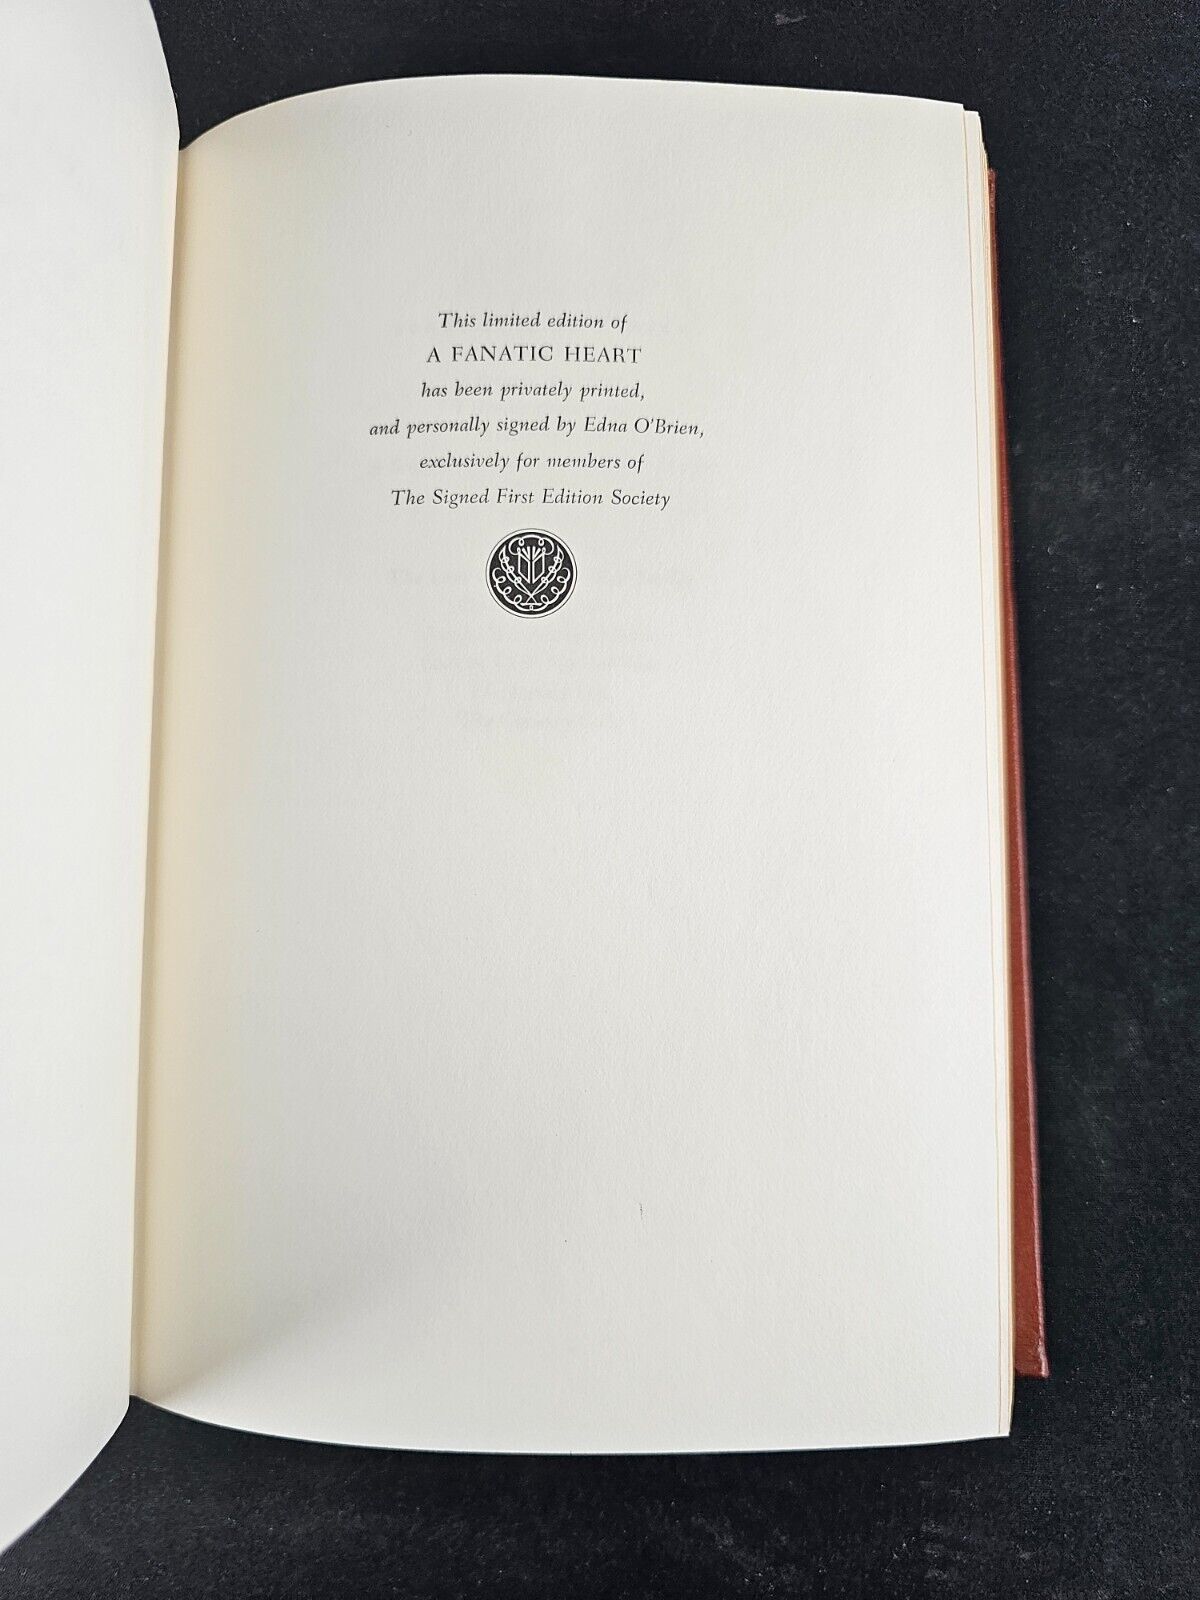 This limited edition of
A FANATIC HEART
has been privately printed,
and personally signed by Edna O'Brien,
exclusively for members of
The Signed First Edition Society